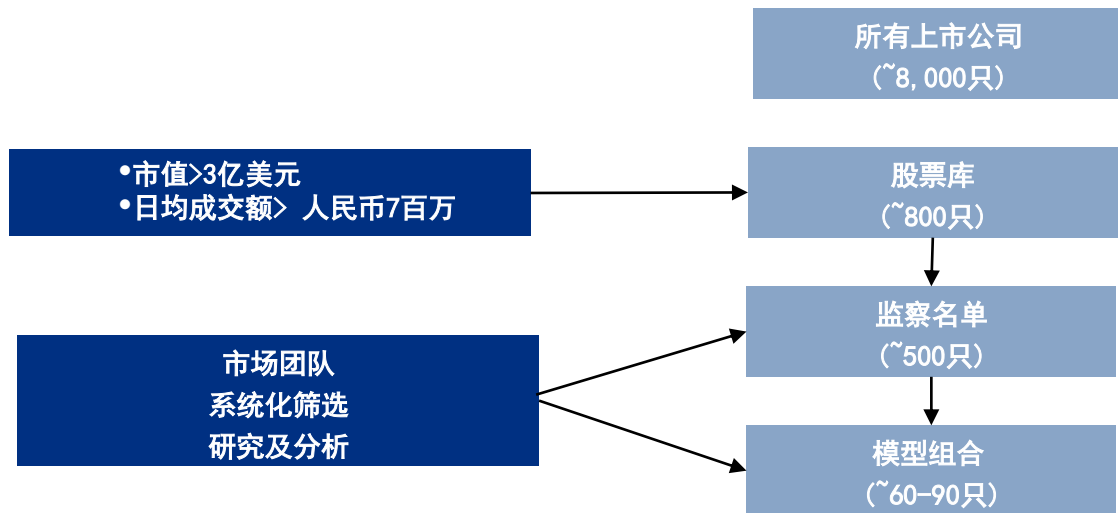 所有上市公司
(~8,000只)
•市值>3亿美元
•日均成交额> 人民币7百万
股票库
(~800只)
监察名单
(~500只)
市场团队
系统化筛选
研究及分析
模型组合
(~60-90只)